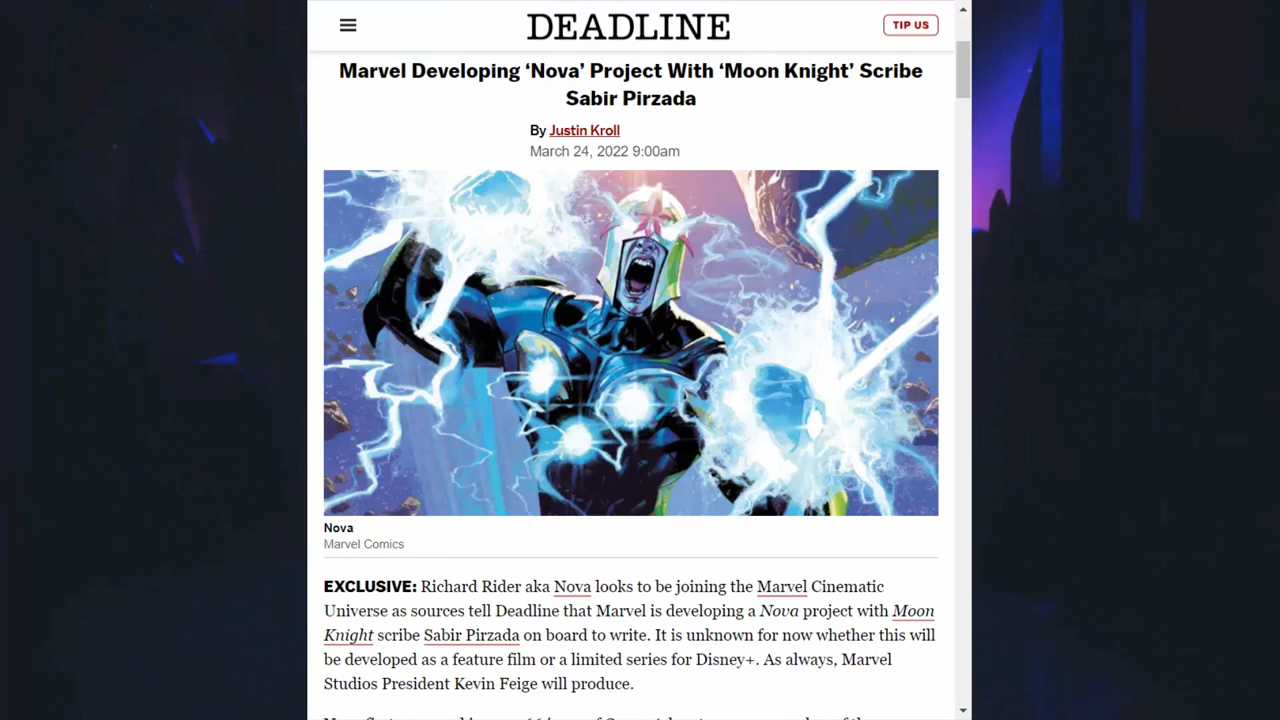 DEADLINE
TIP US
Marvel Developing ‘Nova’ Project With ‘Moon Knight’ Scribe
Sabir Pirzada
By Justin Kroll
March 24, 2022 9:00am
Nova
Marvel Comics
EXCLUSIVE: Richard Rider aka Nova looks to be joining the Marvel Cinematic
Universe as sources tell Deadline that Marvel is developing a Nova project with Moon
Knight scribe Sabir Pirzada on board to write. It is unknown for now whether this will
be developed as a feature film or a limited series for Disney+. As always, Marvel
Studios President Kevin Feige will produce.